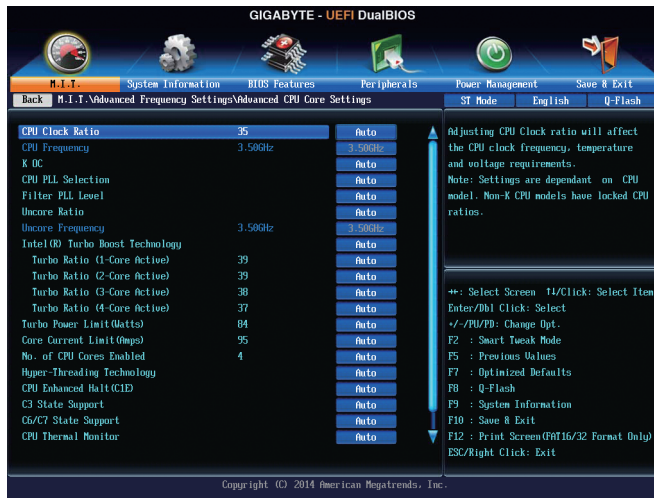 GIGABYTE - UEFI DualBIOS
M.I.T. System Information BIOS Features Peripherals Power Management Save & Exit
Back M.I.T.\Advanced Frequency Settings\Advanced CPU Core Settings ST Mode English Q-Flash
CPU Clock Ratio 35 Auto
CPU Frequency 3.50GHz 3.50GHz
K OC Auto
CPU PLL Selection Auto
Filter PLL Level Auto
Uncore Ratio Auto
Uncore Frequency 3.50GHz 3.50GHz
Intel(R) Turbo Boost Technology Auto
Turbo Ratio (1-Core Active) 39 Auto
Turbo Ratio (2-Core Active) 39 Auto
Turbo Ratio (3-Core Active) 38 Auto
Turbo Ratio (4-Core Active) 37 Auto
Turbo Power Limit(Watts) 84 Auto
Core Current Limit(Amps) 95 Auto
No. of CPU Cores Enabled 4 Auto
Hyper-Threading Technology Auto
CPU Enhanced Halt(C1E) Auto
C3 State Support Auto
C6/C7 State Support Auto
CPU Thermal Monitor Auto
Adjusting CPU Clock ratio will affect
the CPU clock frequency, temperature
and voltage requirements.
Note: Settings are dependant on CPU
model. Non-K CPU models have locked CPU
ratios.
↔: Select Screen ↑↓/Click: Select Item
Enter/Dbl Click: Select
+/-/PU/PD: Change Opt.
F2 : Smart Tweak Mode
F5 : Previous Values
F7 : Optimized Defaults
F8 : Q-Flash
F9 : System Information
F10 : Save & Exit
F12 : Print Screen(FAT16/32 Format Only)
ESC/Right Click: Exit
Copyright (C) 2014 American Megatrends, Inc.